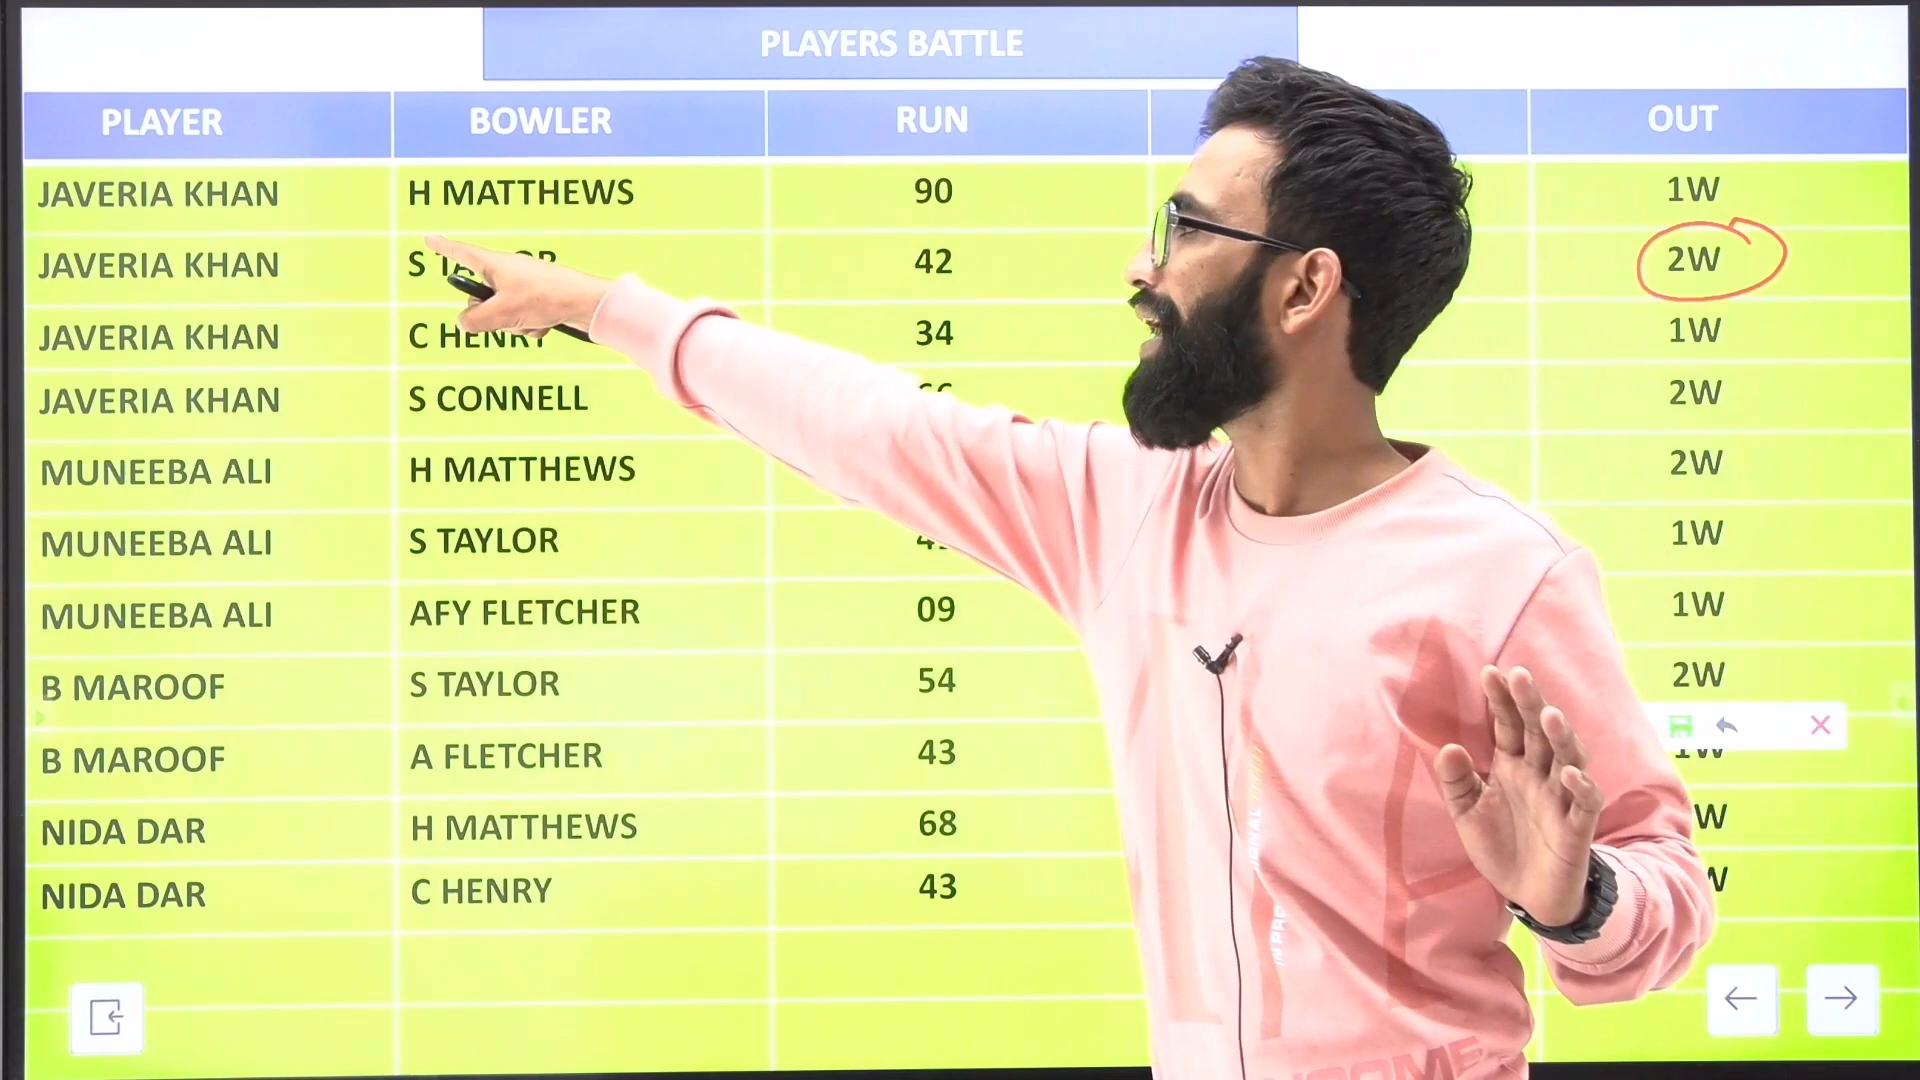 PLAYERS BATTLE
PLAYER BOWLER RUN OUT
JAVERIA KHAN H MATTHEWS 90 1W
JAVERIA KHAN S 42 2W
JAVERIA KHAN C HENRY 34 1W
JAVERIA KHAN S CONNELL 2W
MUNEEBA ALI H MATTHEWS 2W
MUNEEBA ALI S TAYLOR 1W
MUNEEBA ALI AFY FLETCHER 09 1W
B MAROOF S TAYLOR 54 2W
B MAROOF A FLETCHER 43 1W
NIDA DAR H MATTHEWS 68 W
NIDA DAR C HENRY 43 W